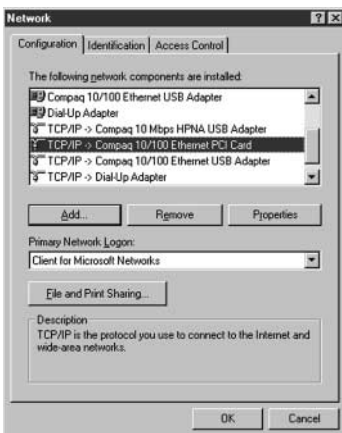 Network
Configuration Identification Access Control
The following network components are installed:
Compaq 10/100 Ethernet USB Adapter
Dial-Up Adapter
TCP/IP -> Compaq 10 Mbps HPNA USB Adapter
TCP/IP -> Compaq 10/100 Ethernet PCI Card
TCP/IP -> Compaq 10/100 Ethernet USB Adapter
TCP/IP -> Dial-Up Adapter
Add... Remove Properties
Primary Network Logon:
Client for Microsoft Networks
File and Print Sharing...
Description
TCP/IP is the protocol you use to connect to the Internet and
wide-area networks.
OK Cancel